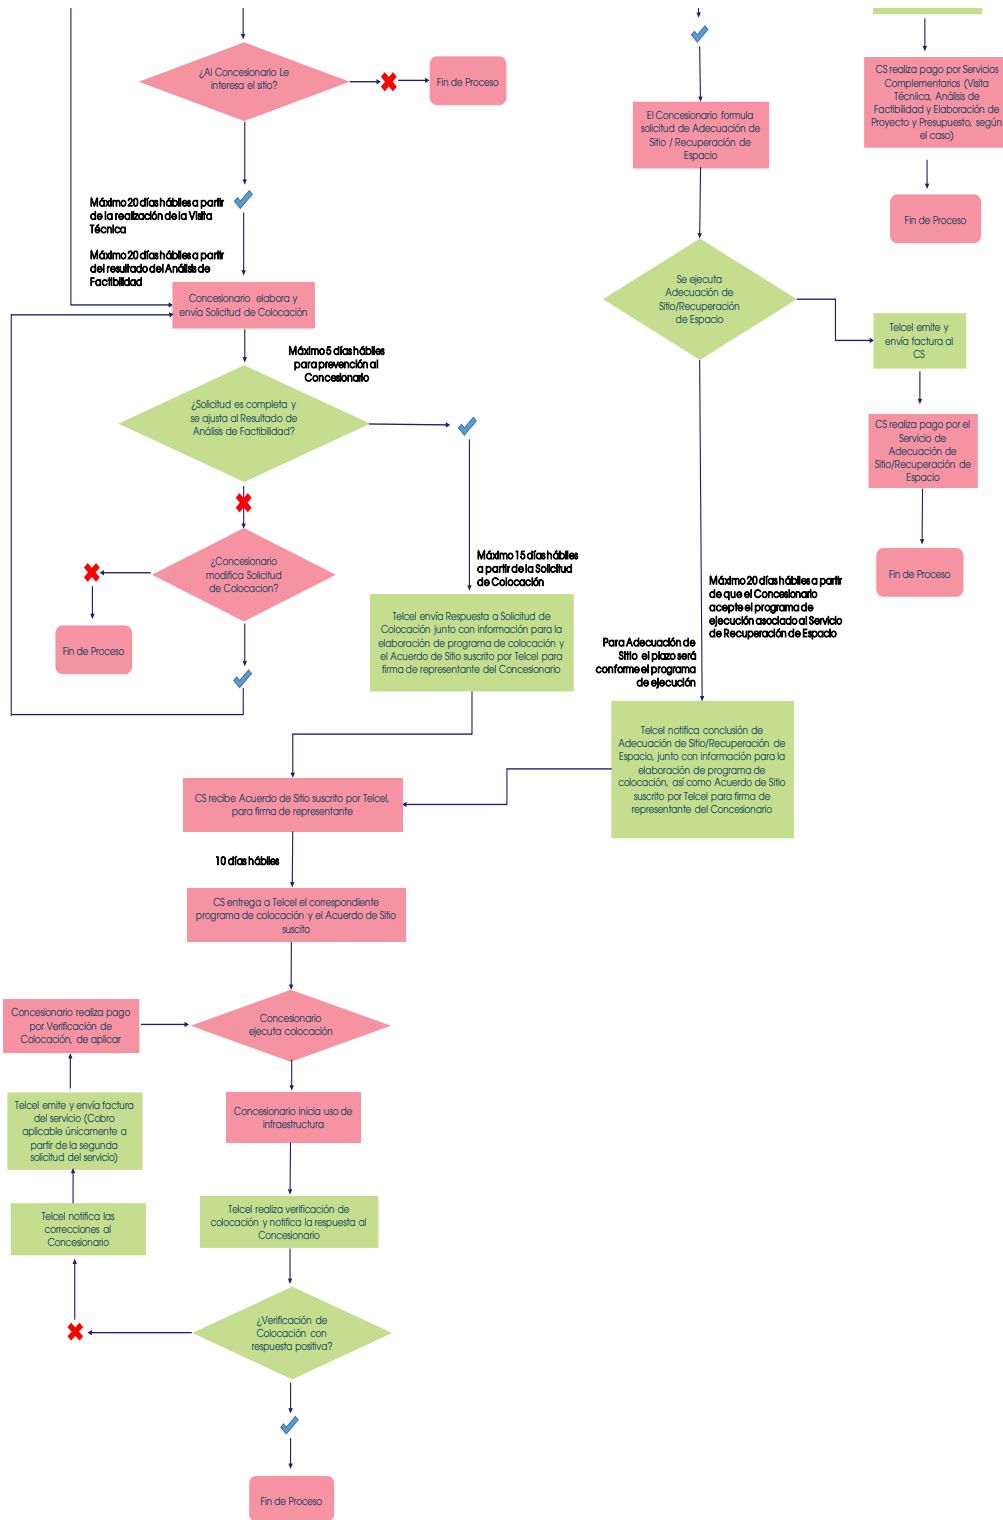 ¿Al Concesionario Le
interesa el sitio?
Fin de Proceso
Máximo 20 días hábiles a partir
de la realización de la Visita
Técnica
Máximo 20 días hábiles a partir
del resultado del Análisis de
Factibilidad
Concesionario elabora y
envía Solicitud de Colocación
Máximo 5 días hábiles
para prevención al
Concesionario
¿Solicitud es completa y
se ajusta al Resultado de
Análisis de Factibilidad?
¿Concesionario
modifica Solicitud
de Colocacion?
Fin de Proceso
Máximo 15 días hábiles
a partir de la Solicitud
de Colocación
Telcel envía Respuesta a Solicitud de
Colocación junto con información para la
elaboración de programa de colocación y
el Acuerdo de Sitio suscrito por Telcel para
firma de representante del Concesionario
El Concesionario formula
solicitud de Adecuación de
Sitio / Recuperación de
Espacio
Se ejecuta
Adecuación de
Sitio/Recuperación
de Espacio
CS realiza pago por Servicios
Complementarios (Visita
Técnica, Análisis de
Factibilidad y Elaboración de
Proyecto y Presupuesto, según
el caso)
Fin de Proceso
Telcel emite y
envía factura al
CS
CS realiza pago por el
Servicio de
Adecuación de
Sitio/Recuperación de
Espacio
Fin de Proceso
Máximo 20 días hábiles a partir
de que el Concesionario
acepte el programa de
ejecución asociado al Servicio
de Recuperación de Espacio
Para Adecuación de
Sitio el plazo será
conforme el programa
de ejecución
Telcel notifica conclusión de
Adecuación de Sitio/Recuperación de
Espacio, junto con información para la
elaboración de programa de
colocación, así como Acuerdo de Sitio
suscrito por Telcel para firma de
representante del Concesionario
CS recibe Acuerdo de Sitio suscrito por Telcel,
para firma de representante
10 días hábiles
CS entrega a Telcel el correspondiente
programa de colocación y el Acuerdo de Sitio
suscito
Concesionario realiza pago
por Verificación de
Colocación, de aplicar
Concesionario
ejecuta colocación
Telcel emite y envía factura
del servicio (Cobro
aplicable únicamente a
partir de la segunda
solicitud del servicio)
Concesionario inicia uso de
infraestructura
Telcel notifica las
correcciones al
Concesionario
Telcel realiza verificación de
colocación y notifica la respuesta al
Concesionario
¿Verificación de
Colocación con
respuesta positiva?
Fin de Proceso